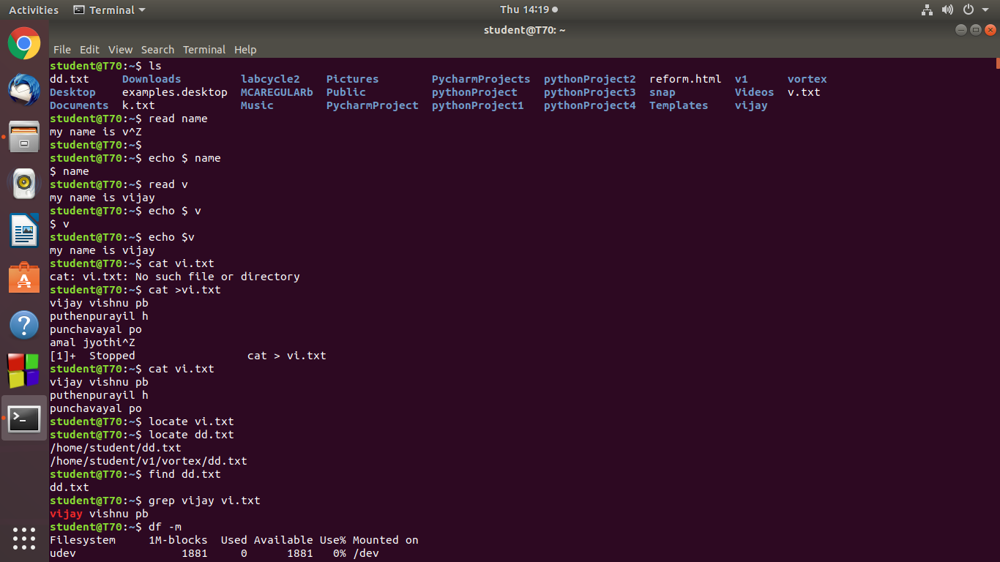 Activities Terminal Thu 14:19
student@T70: ~
File Edit View Search Terminal Help
student@T70:~$ ls
dd.txt     Downloads         labcycle2    Pictures        PycharmProjects  pythonProject2  reform.html  v1      vortex
Desktop    examples.desktop  MCAREGULARb  Public          pythonProject    pythonProject3  snap         Videos  v.txt
Documents  k.txt             Music        PycharmProject  pythonProject1   pythonProject4  Templates    vijay
student@T70:~$ read name
my name is v^Z
student@T70:~$
student@T70:~$ echo $ name
$ name
student@T70:~$ read v
my name is vijay
student@T70:~$ echo $ v
$ v
student@T70:~$ echo $v
my name is vijay
student@T70:~$ cat vi.txt
cat: vi.txt: No such file or directory
student@T70:~$ cat >vi.txt
vijay vishnu pb
puthenpurayil h
punchavayal po
amal jyothi^Z
[1]+  Stopped                 cat > vi.txt
student@T70:~$ cat vi.txt
vijay vishnu pb
puthenpurayil h
punchavayal po
student@T70:~$ locate vi.txt
student@T70:~$ locate dd.txt
/home/student/dd.txt
/home/student/v1/vortex/dd.txt
student@T70:~$ find dd.txt
dd.txt
student@T70:~$ grep vijay vi.txt
vijay vishnu pb
student@T70:~$ df -m
Filesystem     1M-blocks  Used Available Use% Mounted on
udev                1881     0      1881   0% /dev